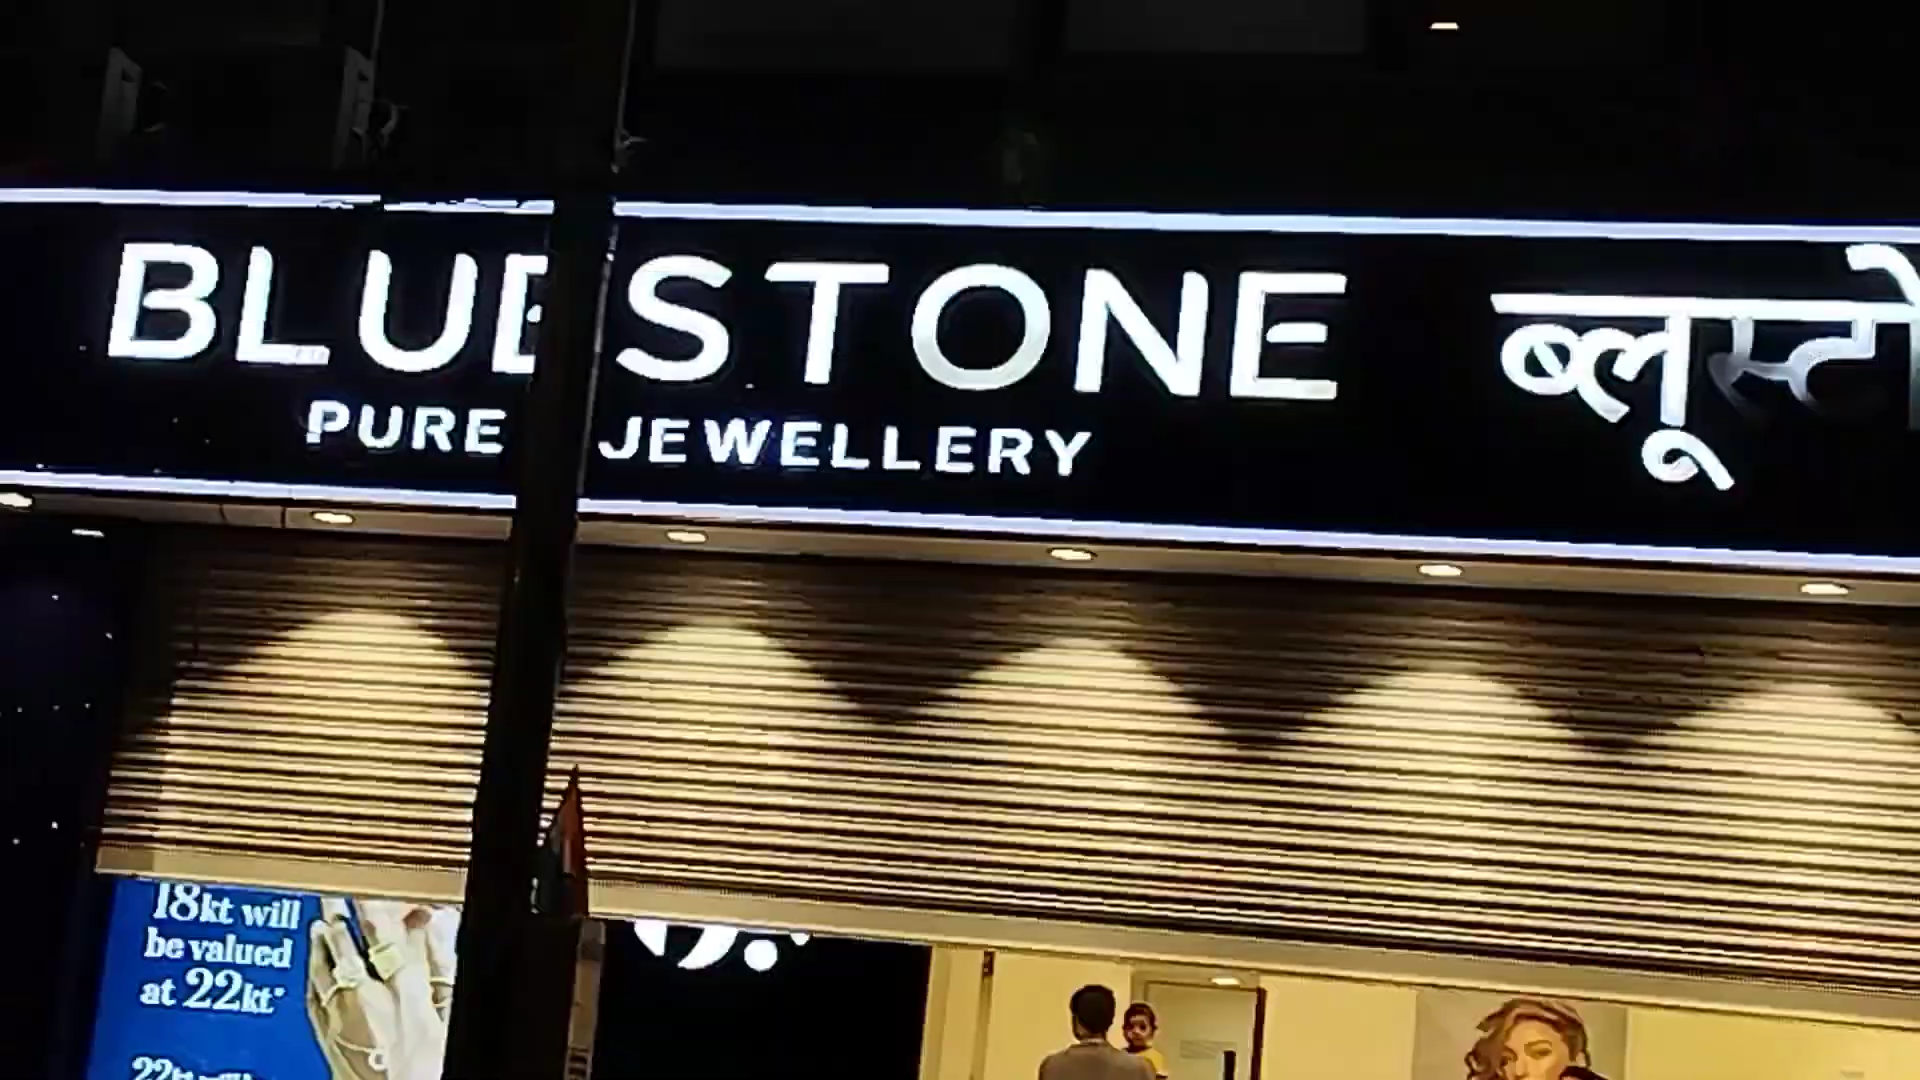 BLUESTONE
PURE JEWELLERY
18kt will
be valued
at 22kt*